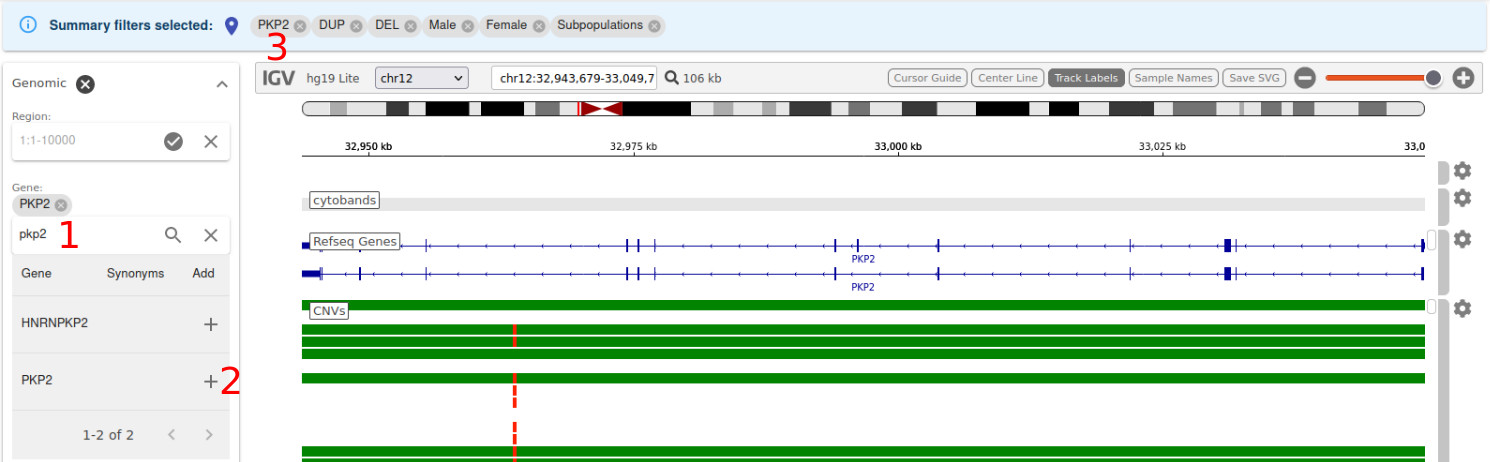 Summary filters selected: PKP2 DUP DEL Male Female Subpopulations
3
Genomic
Region:
1:1-10000
Gene:
PKP2
pkp2 1
Gene Synonyms Add
HNRNPKP2
PKP2 2
1-2 of 2
IGV hg19 Lite chr12 chr12:32,943,679-33,049,7 106 kb Cursor Guide Center Line Track Labels Sample Names Save SVG
32,950 kb 32,975 kb 33,000 kb 33,025 kb 33,0
cytobands
Refseq Genes
PKP2
PKP2
CNVs